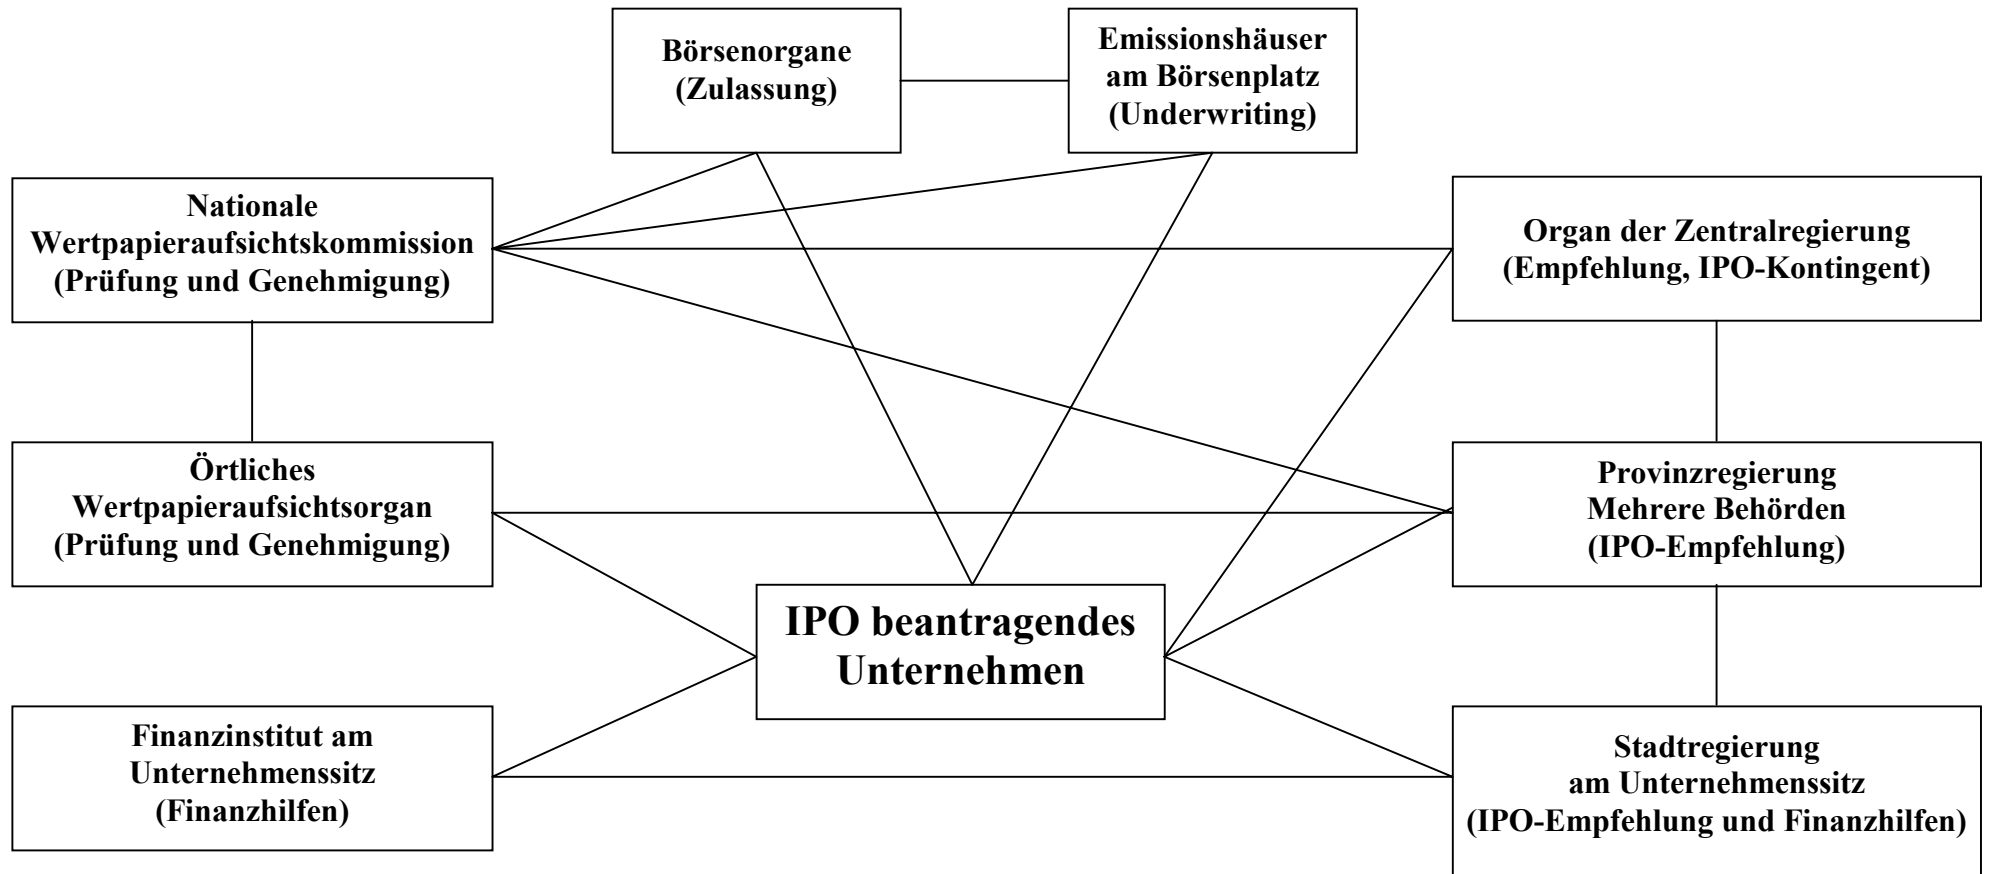 Börsenorgane
(Zulassung)
Emissionshäuser
am Börsenplatz
(Underwriting)
Nationale
Wertpapieraufsichtskommission
(Prüfung und Genehmigung)
Organ der Zentralregierung
(Empfehlung, IPO-Kontingent)
Örtliches
Wertpapieraufsichtsorgan
(Prüfung und Genehmigung)
Provinzregierung
Mehrere Behörden
(IPO-Empfehlung)
IPO beantragendes
Unternehmen
Finanzinstitut am
Unternehmenssitz
(Finanzhilfen)
Stadtregierung
am Unternehmenssitz
(IPO-Empfehlung und Finanzhilfen)